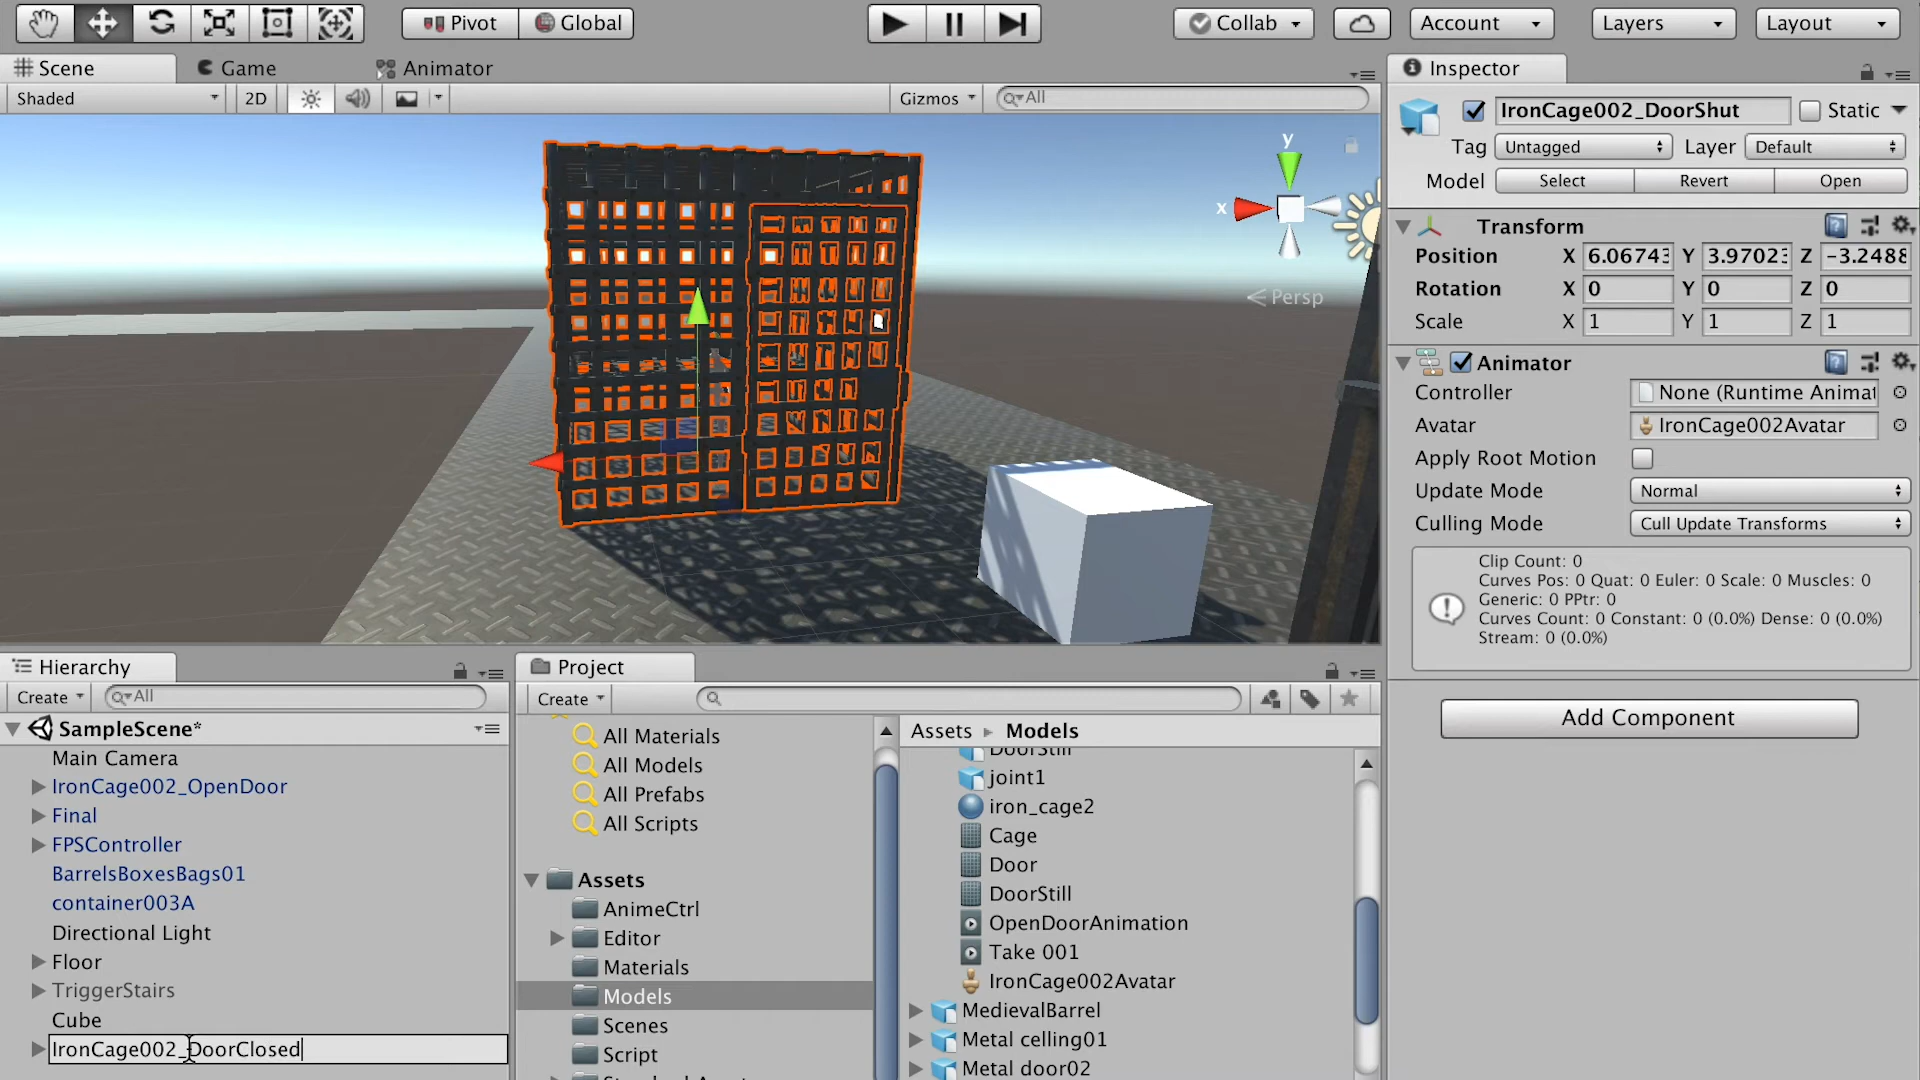 Pivot Global Collab Account Layers Layout
Scene Game Animator
Shaded 2D Gizmos All
y
x
Persp
Inspector
IronCage002_DoorShut Static
Tag Untagged Layer Default
Model Select Revert Open
Transform
Position X 6.06743 Y 3.97023 Z -3.2488
Rotation X 0 Y 0 Z 0
Scale X 1 Y 1 Z 1
Animator
Controller None (Runtime Animat
Avatar IronCage002Avatar
Apply Root Motion
Update Mode Normal
Culling Mode Cull Update Transforms
Clip Count: 0
Curves Pos: 0 Quat: 0 Euler: 0 Scale: 0 Muscles: 0
Generic: 0 PPtr: 0
Curves Count: 0 Constant: 0 (0.0%) Dense: 0 (0.0%)
Stream: 0 (0.0%)
Add Component
Hierarchy
Create All
SampleScene*
Main Camera
IronCage002_OpenDoor
Final
FPSController
BarrelsBoxesBags01
container003A
Directional Light
Floor
TriggerStairs
Cube
IronCage002_DoorClosed
Project
Create
All Materials
All Models
All Prefabs
All Scripts
Assets
AnimeCtrl
Editor
Materials
Models
Scenes
Script
Assets Models
DoorStill
joint1
iron_cage2
Cage
Door
DoorStill
OpenDoorAnimation
Take 001
IronCage002Avatar
MedievalBarrel
Metal celling01
Metal door02